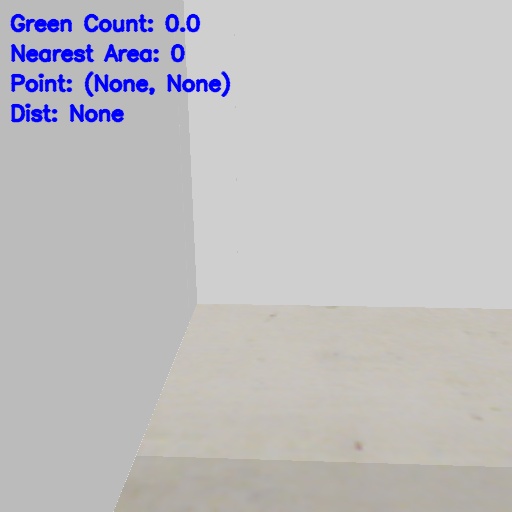 Green Count: 0.0
Nearest Area: 0
Point: (None, None)
Dist: None